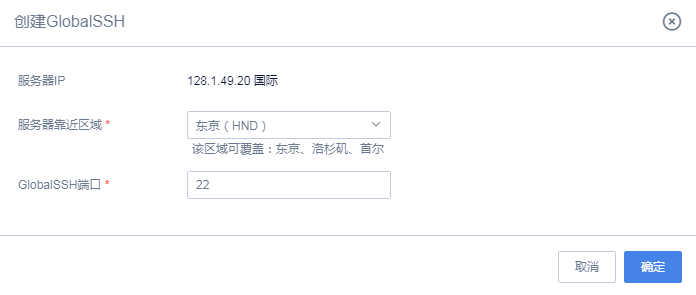 创建GlobalSSH
服务器IP 128.1.49.20 国际
服务器靠近区域 * 东京（HND）
该区域可覆盖：东京、洛杉矶、首尔
GlobalSSH端口 * 22
取消 确定